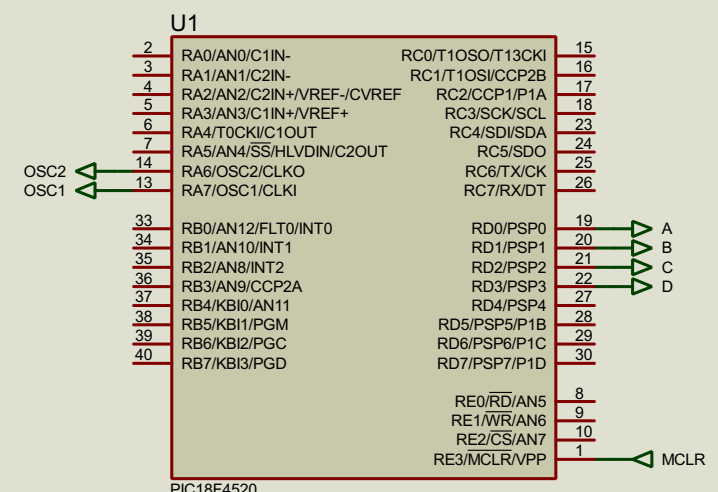 U1
2 RA0/AN0/C1IN- RC0/T1OSO/T13CKI 15
3 RA1/AN1/C2IN- RC1/T1OSI/CCP2B 16
4 RA2/AN2/C2IN+/VREF-/CVREF RC2/CCP1/P1A 17
5 RA3/AN3/C1IN+/VREF+ RC3/SCK/SCL 18
6 RA4/T0CKI/C1OUT RC4/SDI/SDA 23
7 RA5/AN4/SS/HLVDIN/C2OUT RC5/SDO 24
OSC2 14 RA6/OSC2/CLKO RC6/TX/CK 25
OSC1 13 RA7/OSC1/CLKI RC7/RX/DT 26
33 RB0/AN12/FLT0/INT0 RD0/PSP0 19 A
34 RB1/AN10/INT1 RD1/PSP1 20 B
35 RB2/AN8/INT2 RD2/PSP2 21 C
36 RB3/AN9/CCP2A RD3/PSP3 22 D
37 RB4/KBI0/AN11 RD4/PSP4 27
38 RB5/KBI1/PGM RD5/PSP5/P1B 28
39 RB6/KBI2/PGC RD6/PSP6/P1C 29
40 RB7/KBI3/PGD RD7/PSP7/P1D 30
RE0/RD/AN5 8
RE1/WR/AN6 9
RE2/CS/AN7 10
RE3/MCLR/VPP 1 MCLR
PIC18F4520